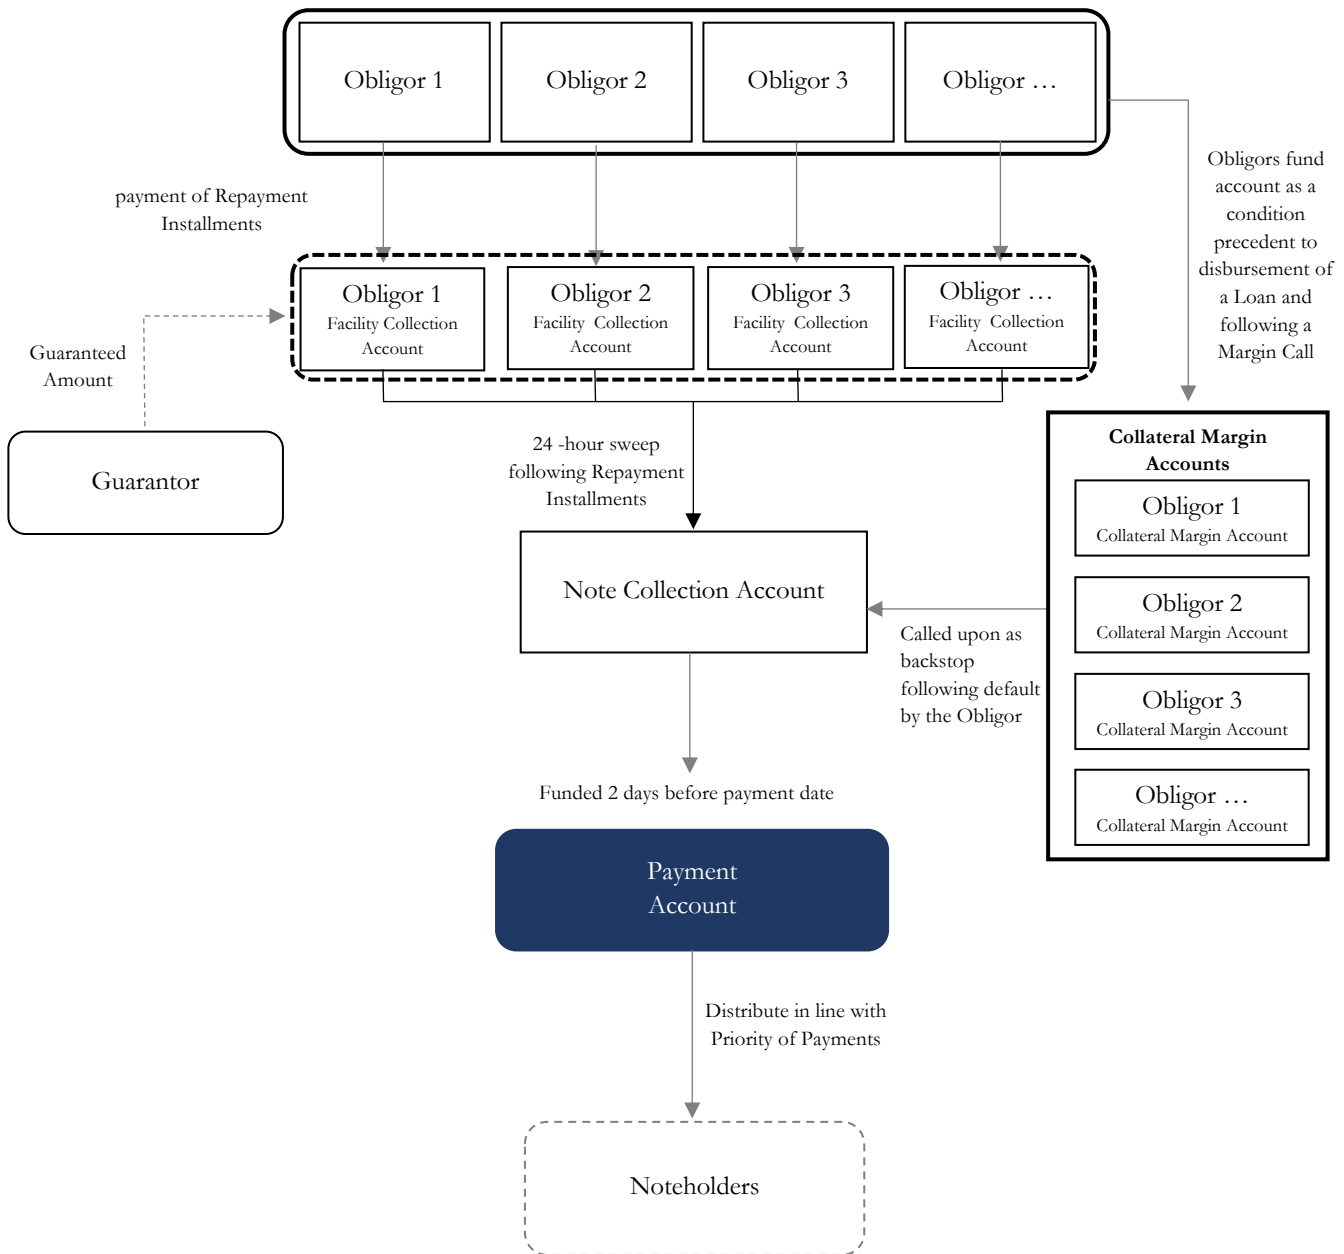 Obligor 1
Obligor 2
Obligor 3
Obligor …
payment of Repayment
Installments
Obligors fund
account as a
condition
precedent to
disbursement of
a Loan and
following a
Margin Call
Obligor 1
Facility Collection
Account
Obligor 2
Facility Collection
Account
Obligor 3
Facility Collection
Account
Obligor …
Facility Collection
Account
Guaranteed
Amount
Guarantor
24 -hour sweep
following Repayment
Installments
Collateral Margin
Accounts
Obligor 1
Collateral Margin Account
Obligor 2
Collateral Margin Account
Obligor 3
Collateral Margin Account
Obligor …
Collateral Margin Account
Note Collection Account
Called upon as
backstop
following default
by the Obligor
Funded 2 days before payment date
Payment
Account
Distribute in line with
Priority of Payments
Noteholders